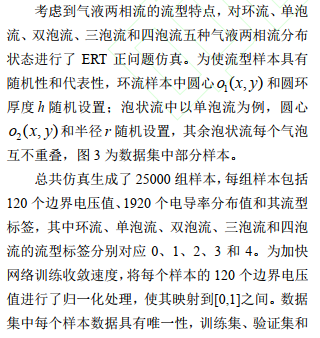 考虑到气液两相流的流型特点，对环流、单泡
流、双泡流、三泡流和四泡流五种气液两相流分布
状态进行了 ERT 正问题仿真。为使流型样本具有
随机性和代表性，环流样本中圆心o₁(x, y)和圆环
厚度 h 随机设置；泡状流中以单泡流为例，圆心
o₂(x, y)和半径 r 随机设置，其余泡状流每个气泡
互不重叠，图 3 为数据集中部分样本。
总共仿真生成了 25000 组样本，每组样本包括
120 个边界电压值、1920 个电导率分布值和其流型
标签，其中环流、单泡流、双泡流、三泡流和四泡
流的流型标签分别对应 0、1、2、3 和 4。为加快
网络训练收敛速度，将每个样本的 120 个边界电压
值进行了归一化处理，使其映射到[0,1]之间。数据
集中每个样本数据具有唯一性，训练集、验证集和